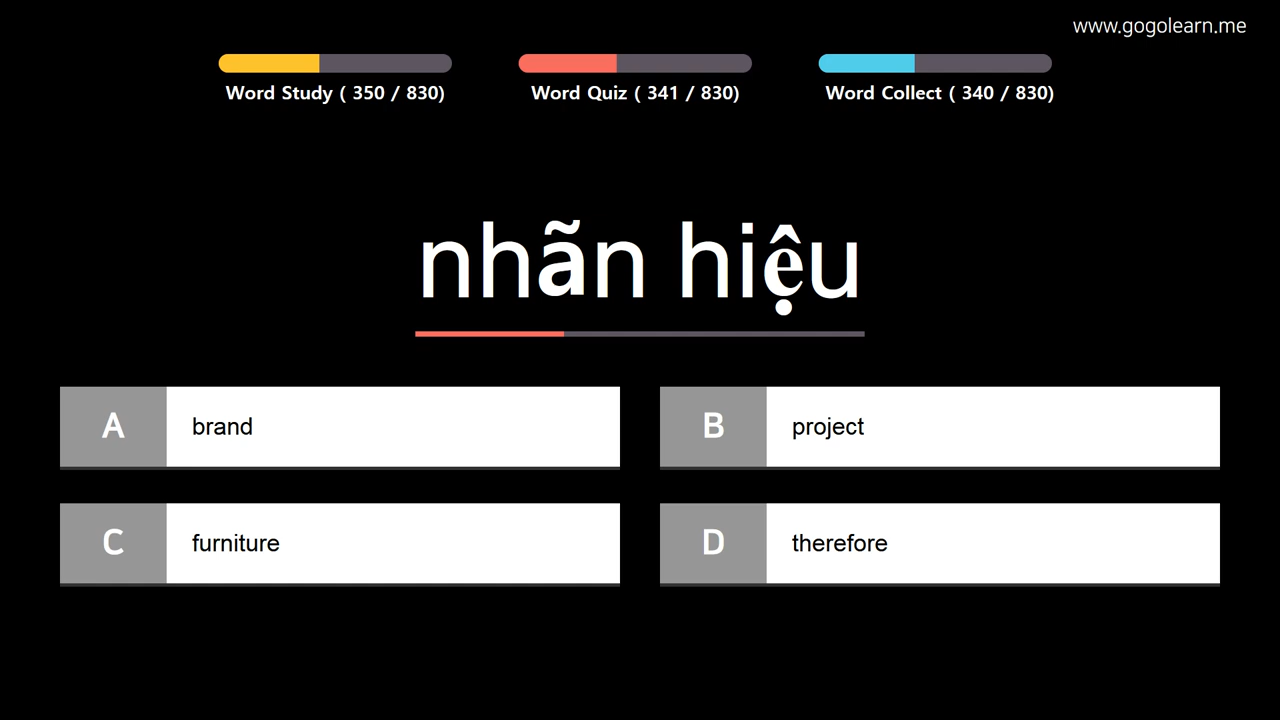 www.gogolearn.me
Word Study ( 350 / 830)
Word Quiz ( 341 / 830)
Word Collect ( 340 / 830)
nhãn hiệu
A brand
B project
C furniture
D therefore